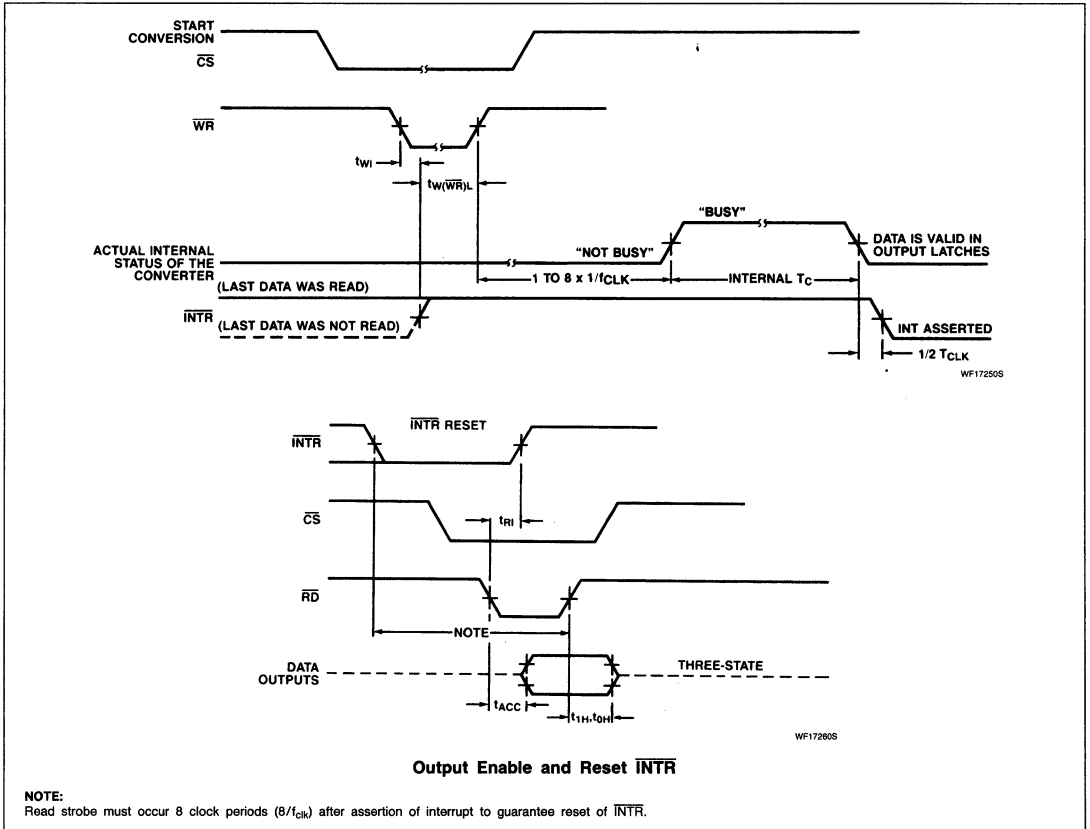 START
CONVERSION
CS
WR
tWI
tW(WR)L
"BUSY"
ACTUAL INTERNAL
STATUS OF THE
CONVERTER
"NOT BUSY"
DATA IS VALID IN
OUTPUT LATCHES
1 TO 8 x 1/fCLK
INTERNAL TC
(LAST DATA WAS READ)
INTR
(LAST DATA WAS NOT READ)
INT ASSERTED
1/2 TCLK
WF17250S
INTR RESET
INTR
CS
tRI
RD
NOTE
DATA
OUTPUTS
THREE-STATE
tACC
t1H,t0H
WF17260S
Output Enable and Reset INTR
NOTE:
Read strobe must occur 8 clock periods (8/fclk) after assertion of interrupt to guarantee reset of INTR.